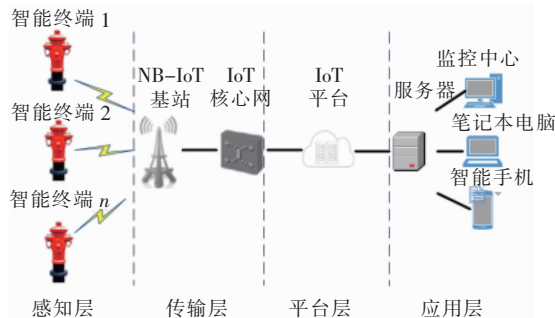 智能终端 1
智能终端 2
智能终端 n
NB-IoT
基站
IoT
核心网
IoT
平台
服务器
监控中心
笔记本电脑
智能手机
感知层
传输层
平台层
应用层